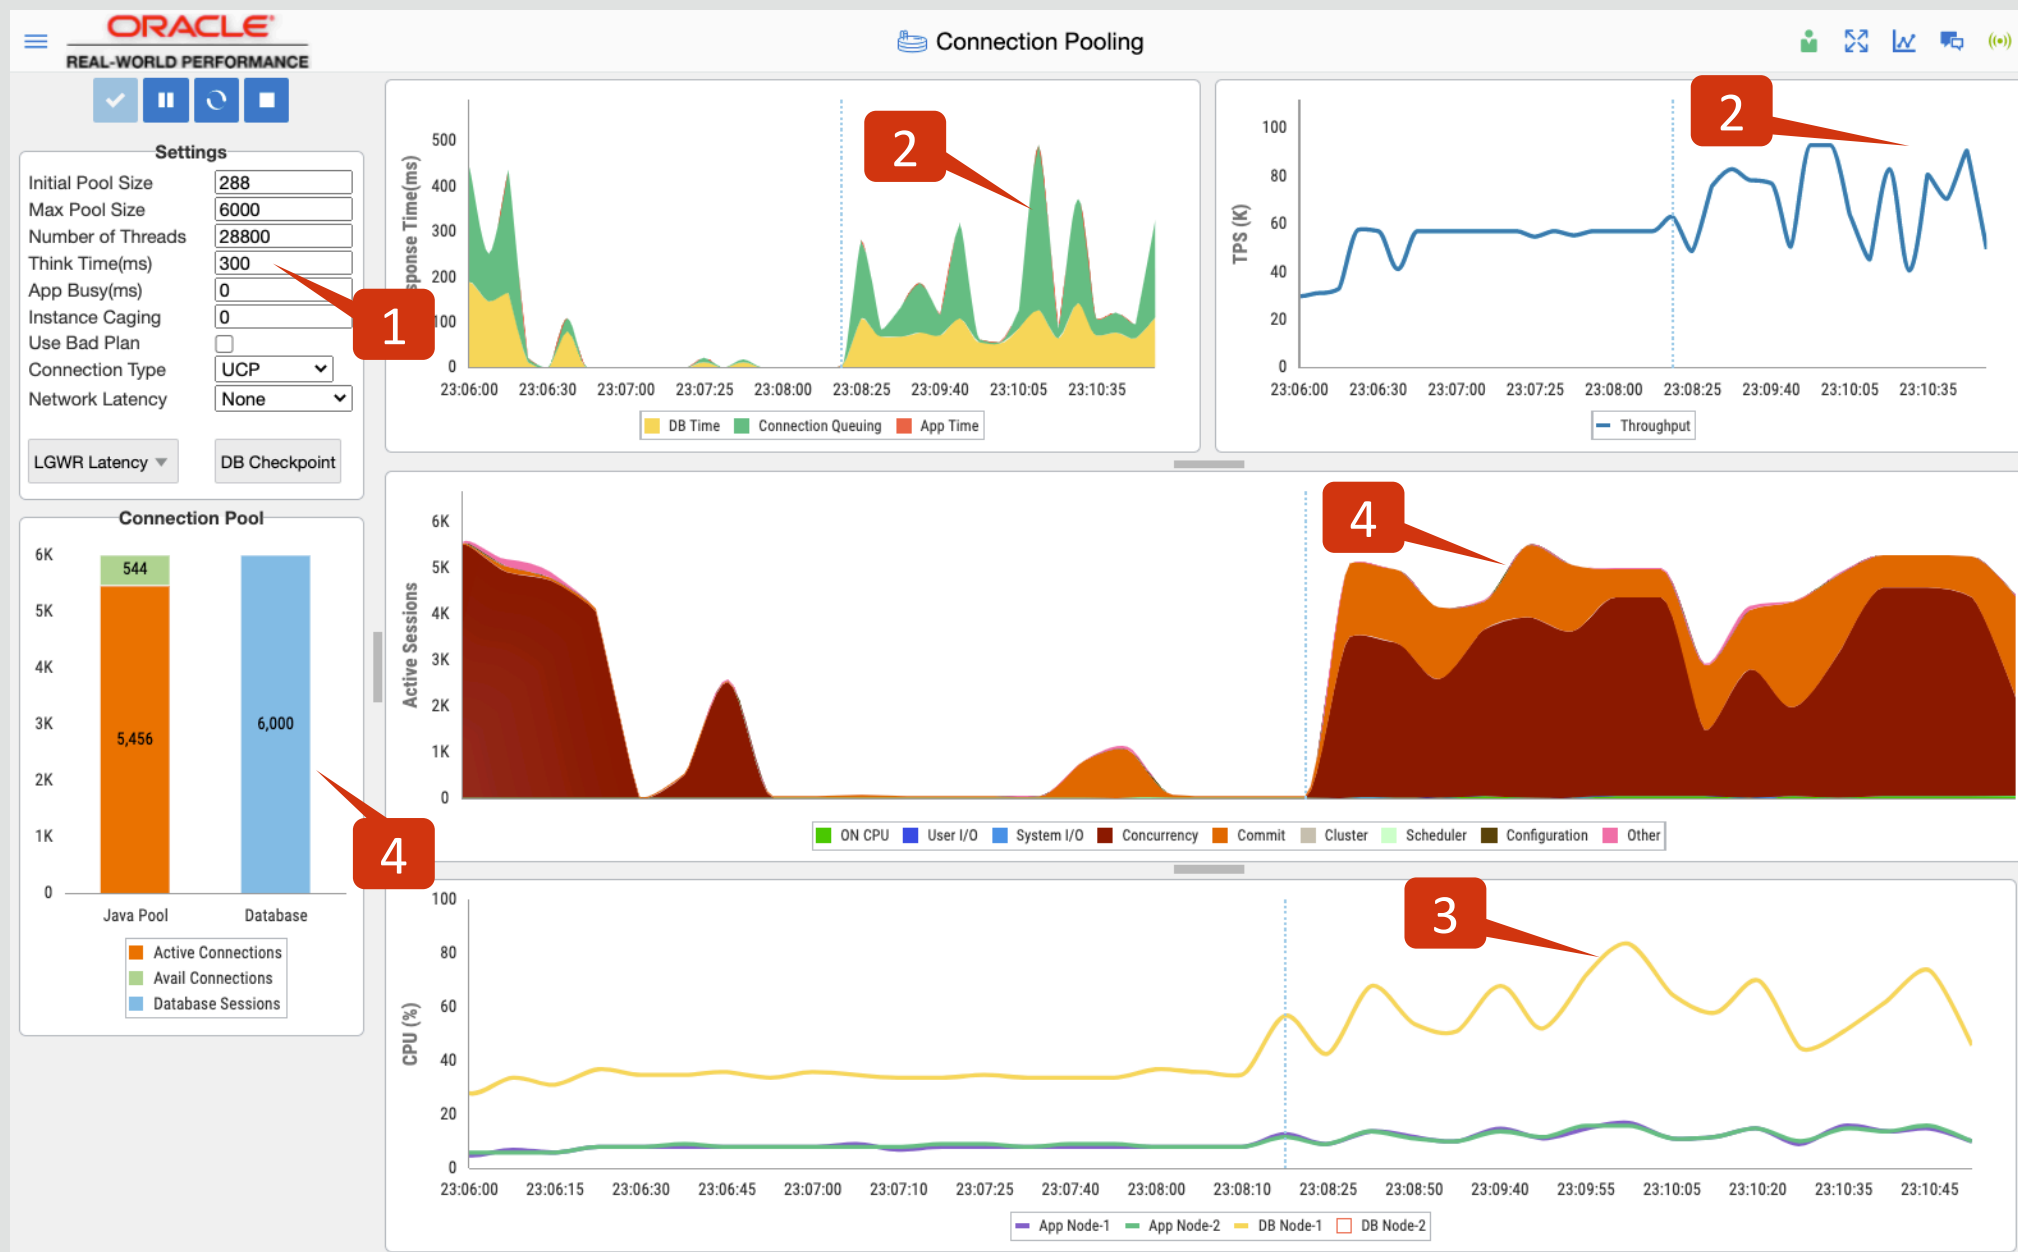 ORACLE
REAL-WORLD PERFORMANCE
Connection Pooling
Settings
Initial Pool Size 288
Max Pool Size 6000
Number of Threads 28800
Think Time(ms) 300
App Busy(ms) 0
Instance Caging 0
Use Bad Plan
Connection Type UCP
Network Latency None
LGWR Latency DB Checkpoint
1
Connection Pool
6K
5K
4K
3K
2K
1K
0
544
5,456
6,000
Java Pool Database
Active Connections
Avail Connections
Database Sessions
4
sponse Time(ms)
500
400
300
200
100
0
2
23:06:00 23:06:30 23:07:00 23:07:25 23:08:00 23:08:25 23:09:40 23:10:05 23:10:35
DB Time Connection Queuing App Time
TPS (K)
100
80
60
40
20
0
2
23:06:00 23:06:30 23:07:00 23:07:25 23:08:00 23:08:25 23:09:40 23:10:05 23:10:35
Throughput
Active Sessions
6K
5K
4K
3K
2K
1K
0
4
ON CPU User I/O System I/O Concurrency Commit Cluster Scheduler Configuration Other
CPU (%)
100
80
60
40
20
0
3
23:06:00 23:06:15 23:06:30 23:06:45 23:07:00 23:07:10 23:07:25 23:07:40 23:08:00 23:08:10 23:08:25 23:08:50 23:09:40 23:09:55 23:10:05 23:10:20 23:10:35 23:10:45
App Node-1 App Node-2 DB Node-1 DB Node-2